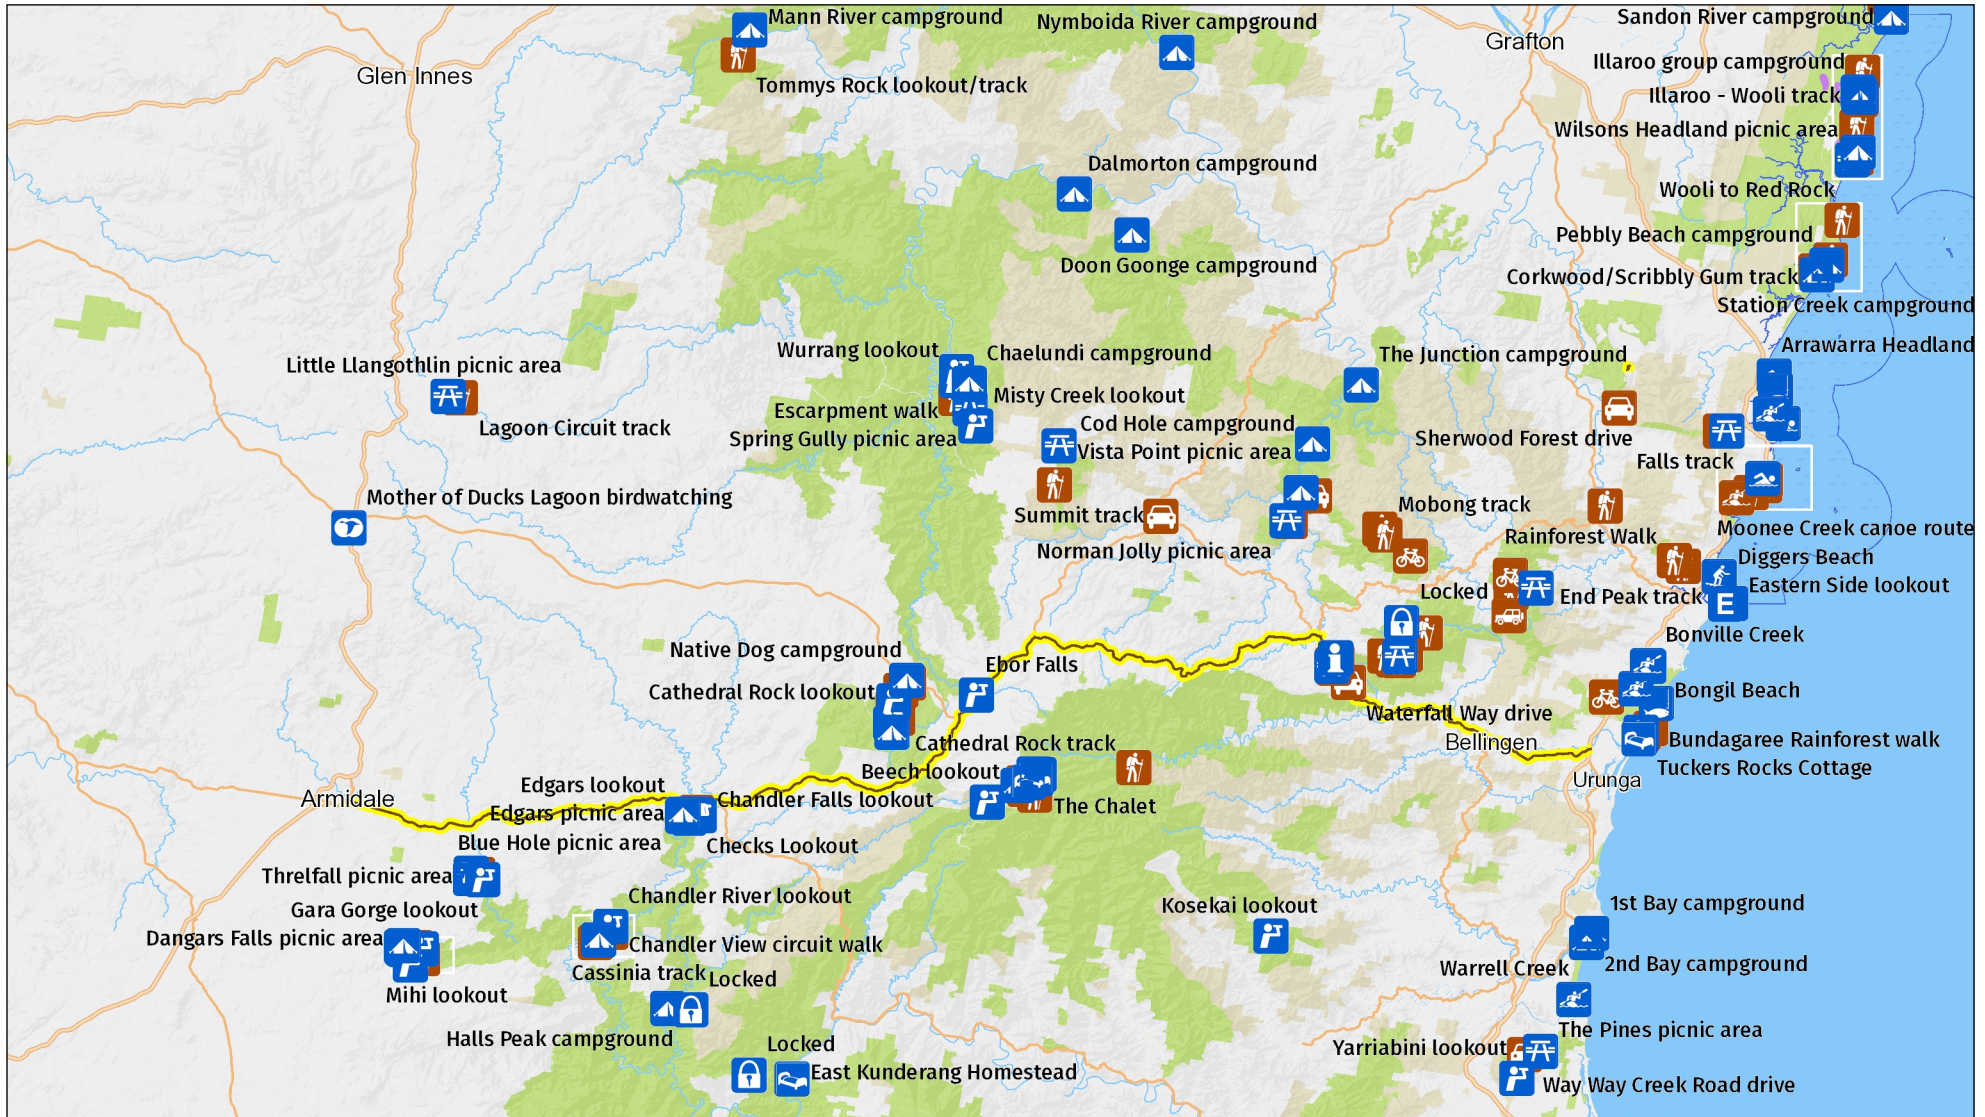 Mann River campground
Nymboida River campground
Sandon River campground
Grafton
Glen Innes
Tommys Rock lookout/track
Illaroo group campground
Illaroo - Wooli track
Wilsons Headland picnic area
Dalmorton campground
Wooli to Red Rock
Pebbly Beach campground
Doon Goonge campground
Corkwood/Scribbly Gum track
Station Creek campground
Arrawarra Headland
Wurrang lookout
Chaelundi campground
The Junction campground
Little Llangothlin picnic area
Misty Creek lookout
Escarpment walk
Lagoon Circuit track
Cod Hole campground
Spring Gully picnic area
Vista Point picnic area
Sherwood Forest drive
Falls track
Mother of Ducks Lagoon birdwatching
Summit track
Mobong track
Moonee Creek canoe route
Rainforest Walk
Norman Jolly picnic area
Diggers Beach
Eastern Side lookout
E
Locked
End Peak track
Bonville Creek
Native Dog campground
Ebor Falls
Cathedral Rock lookout
Bongil Beach
Waterfall Way drive
Bellingen
Cathedral Rock track
Bundagaree Rainforest walk
Tuckers Rocks Cottage
Beech lookout
Urunga
Edgars lookout
Armidale
Chandler Falls lookout
The Chalet
Edgars picnic area
Blue Hole picnic area
Checks Lookout
Threlfall picnic area
Chandler River lookout
1st Bay campground
Gara Gorge lookout
Kosekai lookout
Dangars Falls picnic area
Chandler View circuit walk
2nd Bay campground
Warrell Creek
Cassinia track
Locked
Mihi lookout
The Pines picnic area
Halls Peak campground
Locked
Yarriabini lookout
East Kunderang Homestead
Way Way Creek Road drive